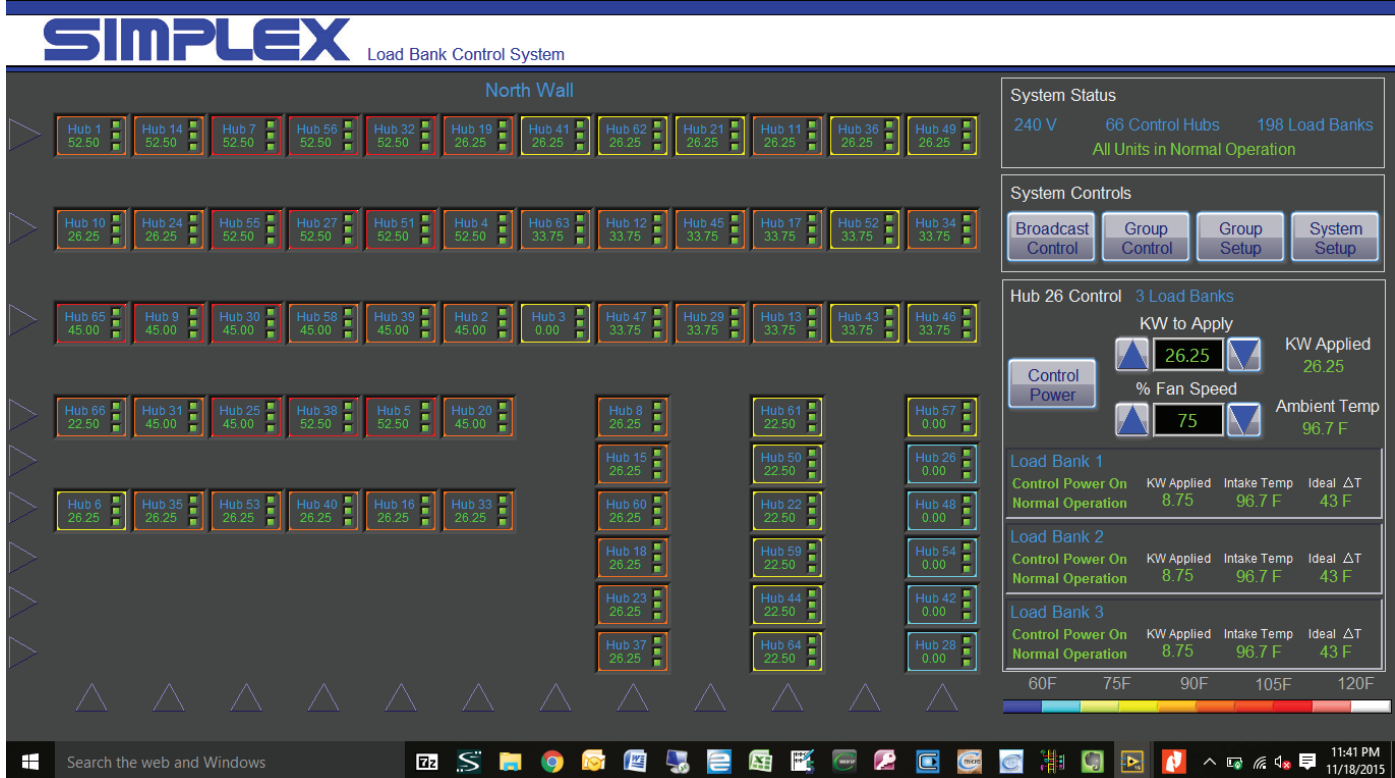 SIMPLEX Load Bank Control System
North Wall
Hub 1 Hub 14 Hub 7 Hub 56 Hub 32 Hub 19 Hub 41 Hub 62 Hub 21 Hub 11 Hub 36 Hub 49
52.50 52.50 52.50 52.50 52.50 26.25 26.25 26.25 26.25 26.25 26.25 26.25
Hub 10 Hub 24 Hub 55 Hub 27 Hub 51 Hub 4 Hub 63 Hub 12 Hub 45 Hub 17 Hub 52 Hub 34
26.25 26.25 52.50 52.50 52.50 52.50 33.75 33.75 33.75 33.75 33.75 33.75
Hub 65 Hub 9 Hub 30 Hub 58 Hub 39 Hub 2 Hub 3 Hub 47 Hub 29 Hub 13 Hub 43 Hub 46
45.00 45.00 45.00 45.00 45.00 45.00 0.00 33.75 33.75 33.75 33.75 33.75
Hub 66 Hub 31 Hub 25 Hub 38 Hub 5 Hub 20 Hub 8 Hub 61 Hub 57
22.50 45.00 45.00 52.50 52.50 45.00 26.25 22.50 0.00
Hub 15 Hub 50 Hub 26
26.25 22.50 0.00
Hub 6 Hub 35 Hub 53 Hub 40 Hub 16 Hub 33 Hub 60 Hub 22 Hub 48
26.25 26.25 26.25 26.25 26.25 26.25 26.25 22.50 0.00
Hub 18 Hub 59 Hub 54
26.25 22.50 0.00
Hub 23 Hub 44 Hub 42
26.25 22.50 0.00
Hub 37 Hub 64 Hub 28
26.25 22.50 0.00
System Status
240 V 66 Control Hubs 198 Load Banks
All Units in Normal Operation
System Controls
Broadcast Group Group System
Control Control Setup Setup
Hub 26 Control 3 Load Banks
KW to Apply
26.25
KW Applied
26.25
Control
Power
% Fan Speed
75
Ambient Temp
96.7 F
Load Bank 1
Control Power On KW Applied Intake Temp Ideal △T
Normal Operation 8.75 96.7 F 43 F
Load Bank 2
Control Power On KW Applied Intake Temp Ideal △T
Normal Operation 8.75 96.7 F 43 F
Load Bank 3
Control Power On KW Applied Intake Temp Ideal △T
Normal Operation 8.75 96.7 F 43 F
60F 75F 90F 105F 120F
Search the web and Windows
7z
11:41 PM
11/18/2015